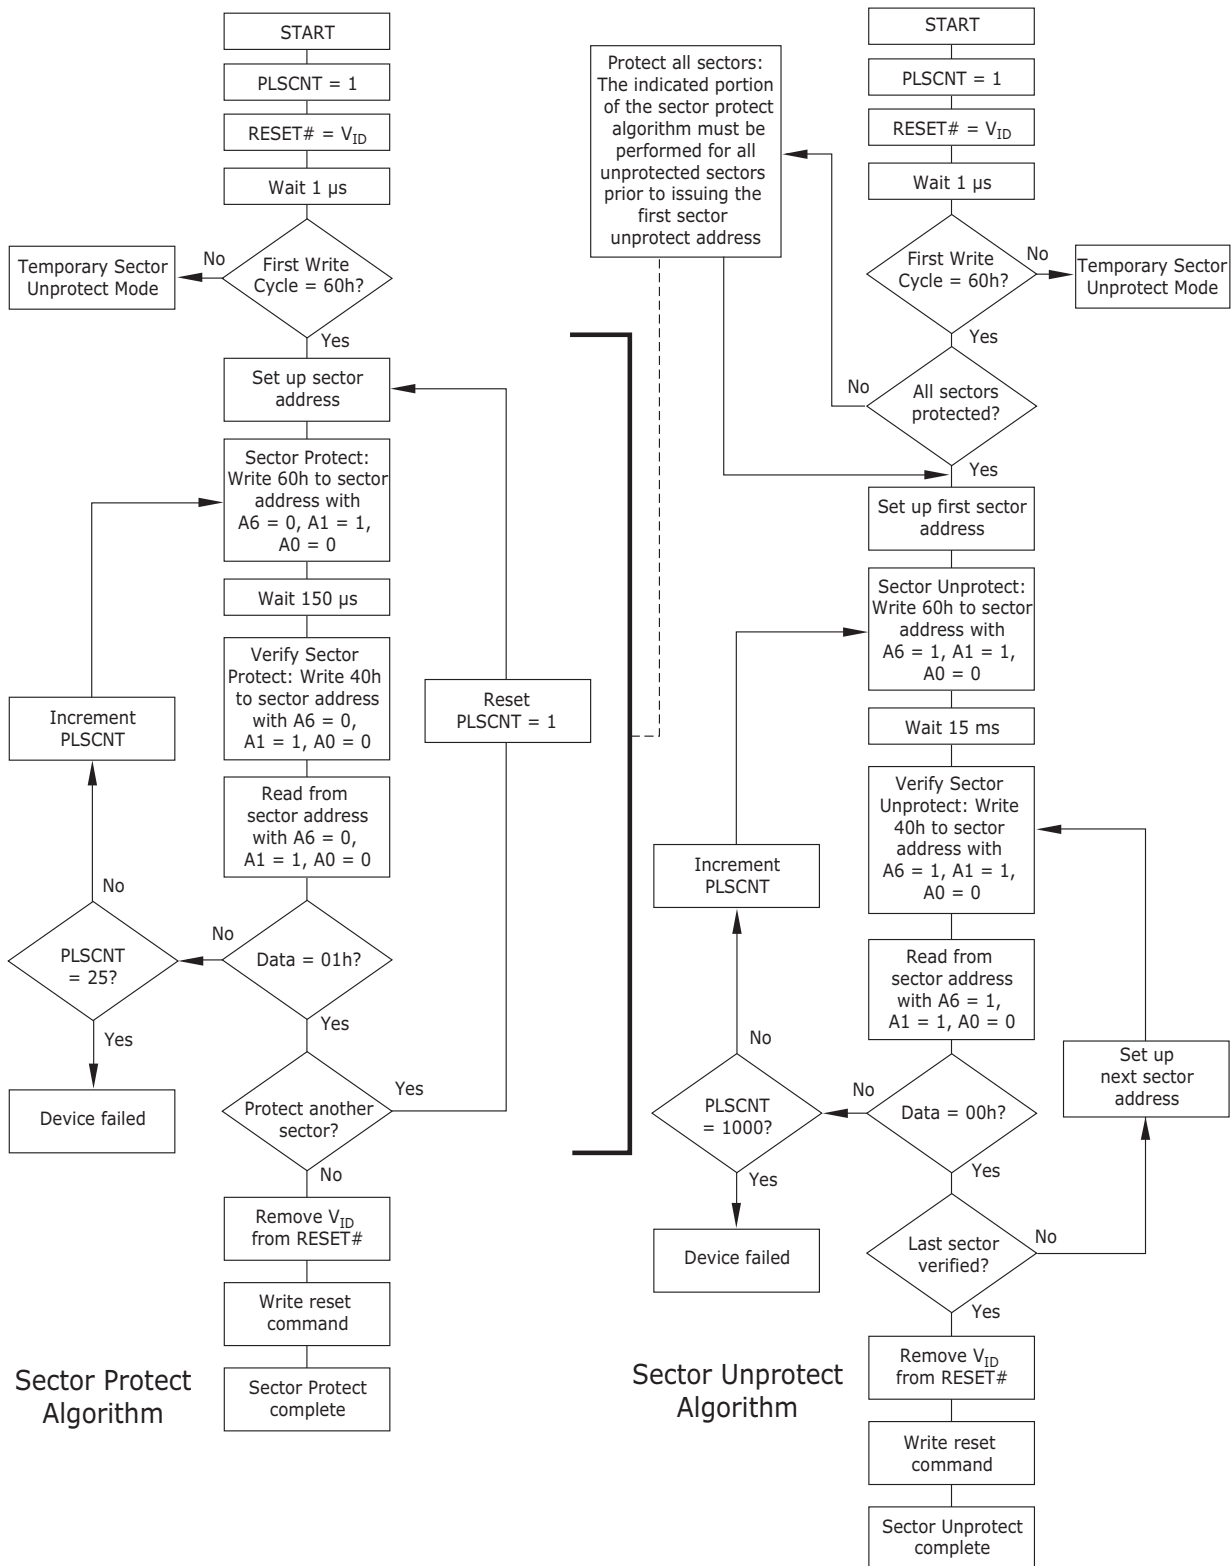 START
PLSCNT = 1
RESET# = VID
Wait 1 μs
First Write
Cycle = 60h?
No
Temporary Sector
Unprotect Mode
Yes
Set up sector
address
Sector Protect:
Write 60h to sector
address with
A6 = 0, A1 = 1,
A0 = 0
Wait 150 μs
Verify Sector
Protect: Write 40h
to sector address
with A6 = 0,
A1 = 1, A0 = 0
Increment
PLSCNT
Reset
PLSCNT = 1
Read from
sector address
with A6 = 0,
A1 = 1, A0 = 0
No
PLSCNT
= 25?
No
Data = 01h?
Yes
Yes
Device failed
Protect another
sector?
Yes
No
Remove VID
from RESET#
Write reset
command
Sector Protect
complete
Sector Protect
Algorithm
Protect all sectors:
The indicated portion
of the sector protect
algorithm must be
performed for all
unprotected sectors
prior to issuing the
first sector
unprotect address
START
PLSCNT = 1
RESET# = VID
Wait 1 μs
First Write
Cycle = 60h?
No
Temporary Sector
Unprotect Mode
Yes
No
All sectors
protected?
Yes
Set up first sector
address
Sector Unprotect:
Write 60h to sector
address with
A6 = 1, A1 = 1,
A0 = 0
Wait 15 ms
Verify Sector
Unprotect: Write
40h to sector
address with
A6 = 1, A1 = 1,
A0 = 0
Increment
PLSCNT
Read from
sector address
with A6 = 1,
A1 = 1, A0 = 0
No
PLSCNT
= 1000?
No
Data = 00h?
Set up
next sector
address
Yes
Yes
Device failed
Last sector
verified?
No
Yes
Remove VID
from RESET#
Write reset
command
Sector Unprotect
complete
Sector Unprotect
Algorithm